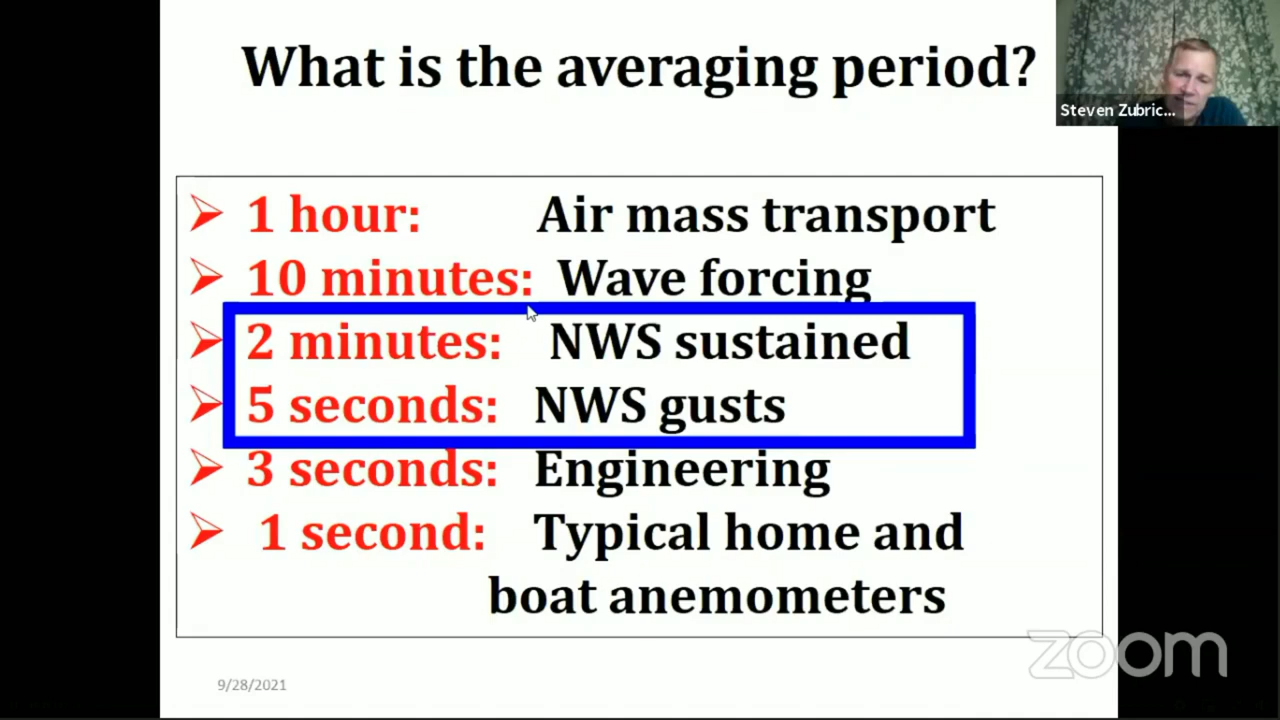 What is the averaging period?
Steven Zubric...
1 hour: Air mass transport
10 minutes: Wave forcing
2 minutes: NWS sustained
5 seconds: NWS gusts
3 seconds: Engineering
1 second: Typical home and
boat anemometers
zoom
9/28/2021